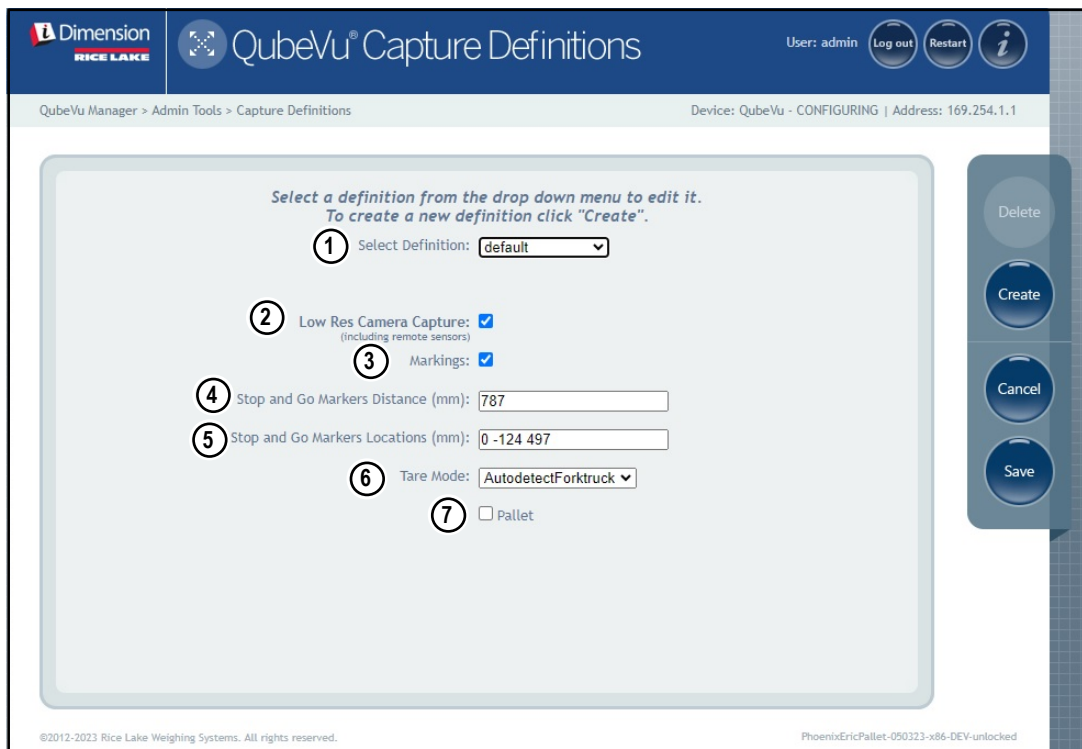 iDimension
RICE LAKE
QubeVu® Capture Definitions
User: admin
Log out
Restart
i
QubeVu Manager > Admin Tools > Capture Definitions
Device: QubeVu - CONFIGURING | Address: 169.254.1.1
Select a definition from the drop down menu to edit it.
To create a new definition click "Create".
1 Select Definition: default
2 Low Res Camera Capture:
(including remote sensors)
3 Markings:
4 Stop and Go Markers Distance (mm): 787
5 Stop and Go Markers Locations (mm): 0 -124 497
6 Tare Mode: AutodetectForktruck
7 Pallet
Delete
Create
Cancel
Save
©2012-2023 Rice Lake Weighing Systems. All rights reserved.
PhoenixEricPallet-050323-x86-DEV-unlocked